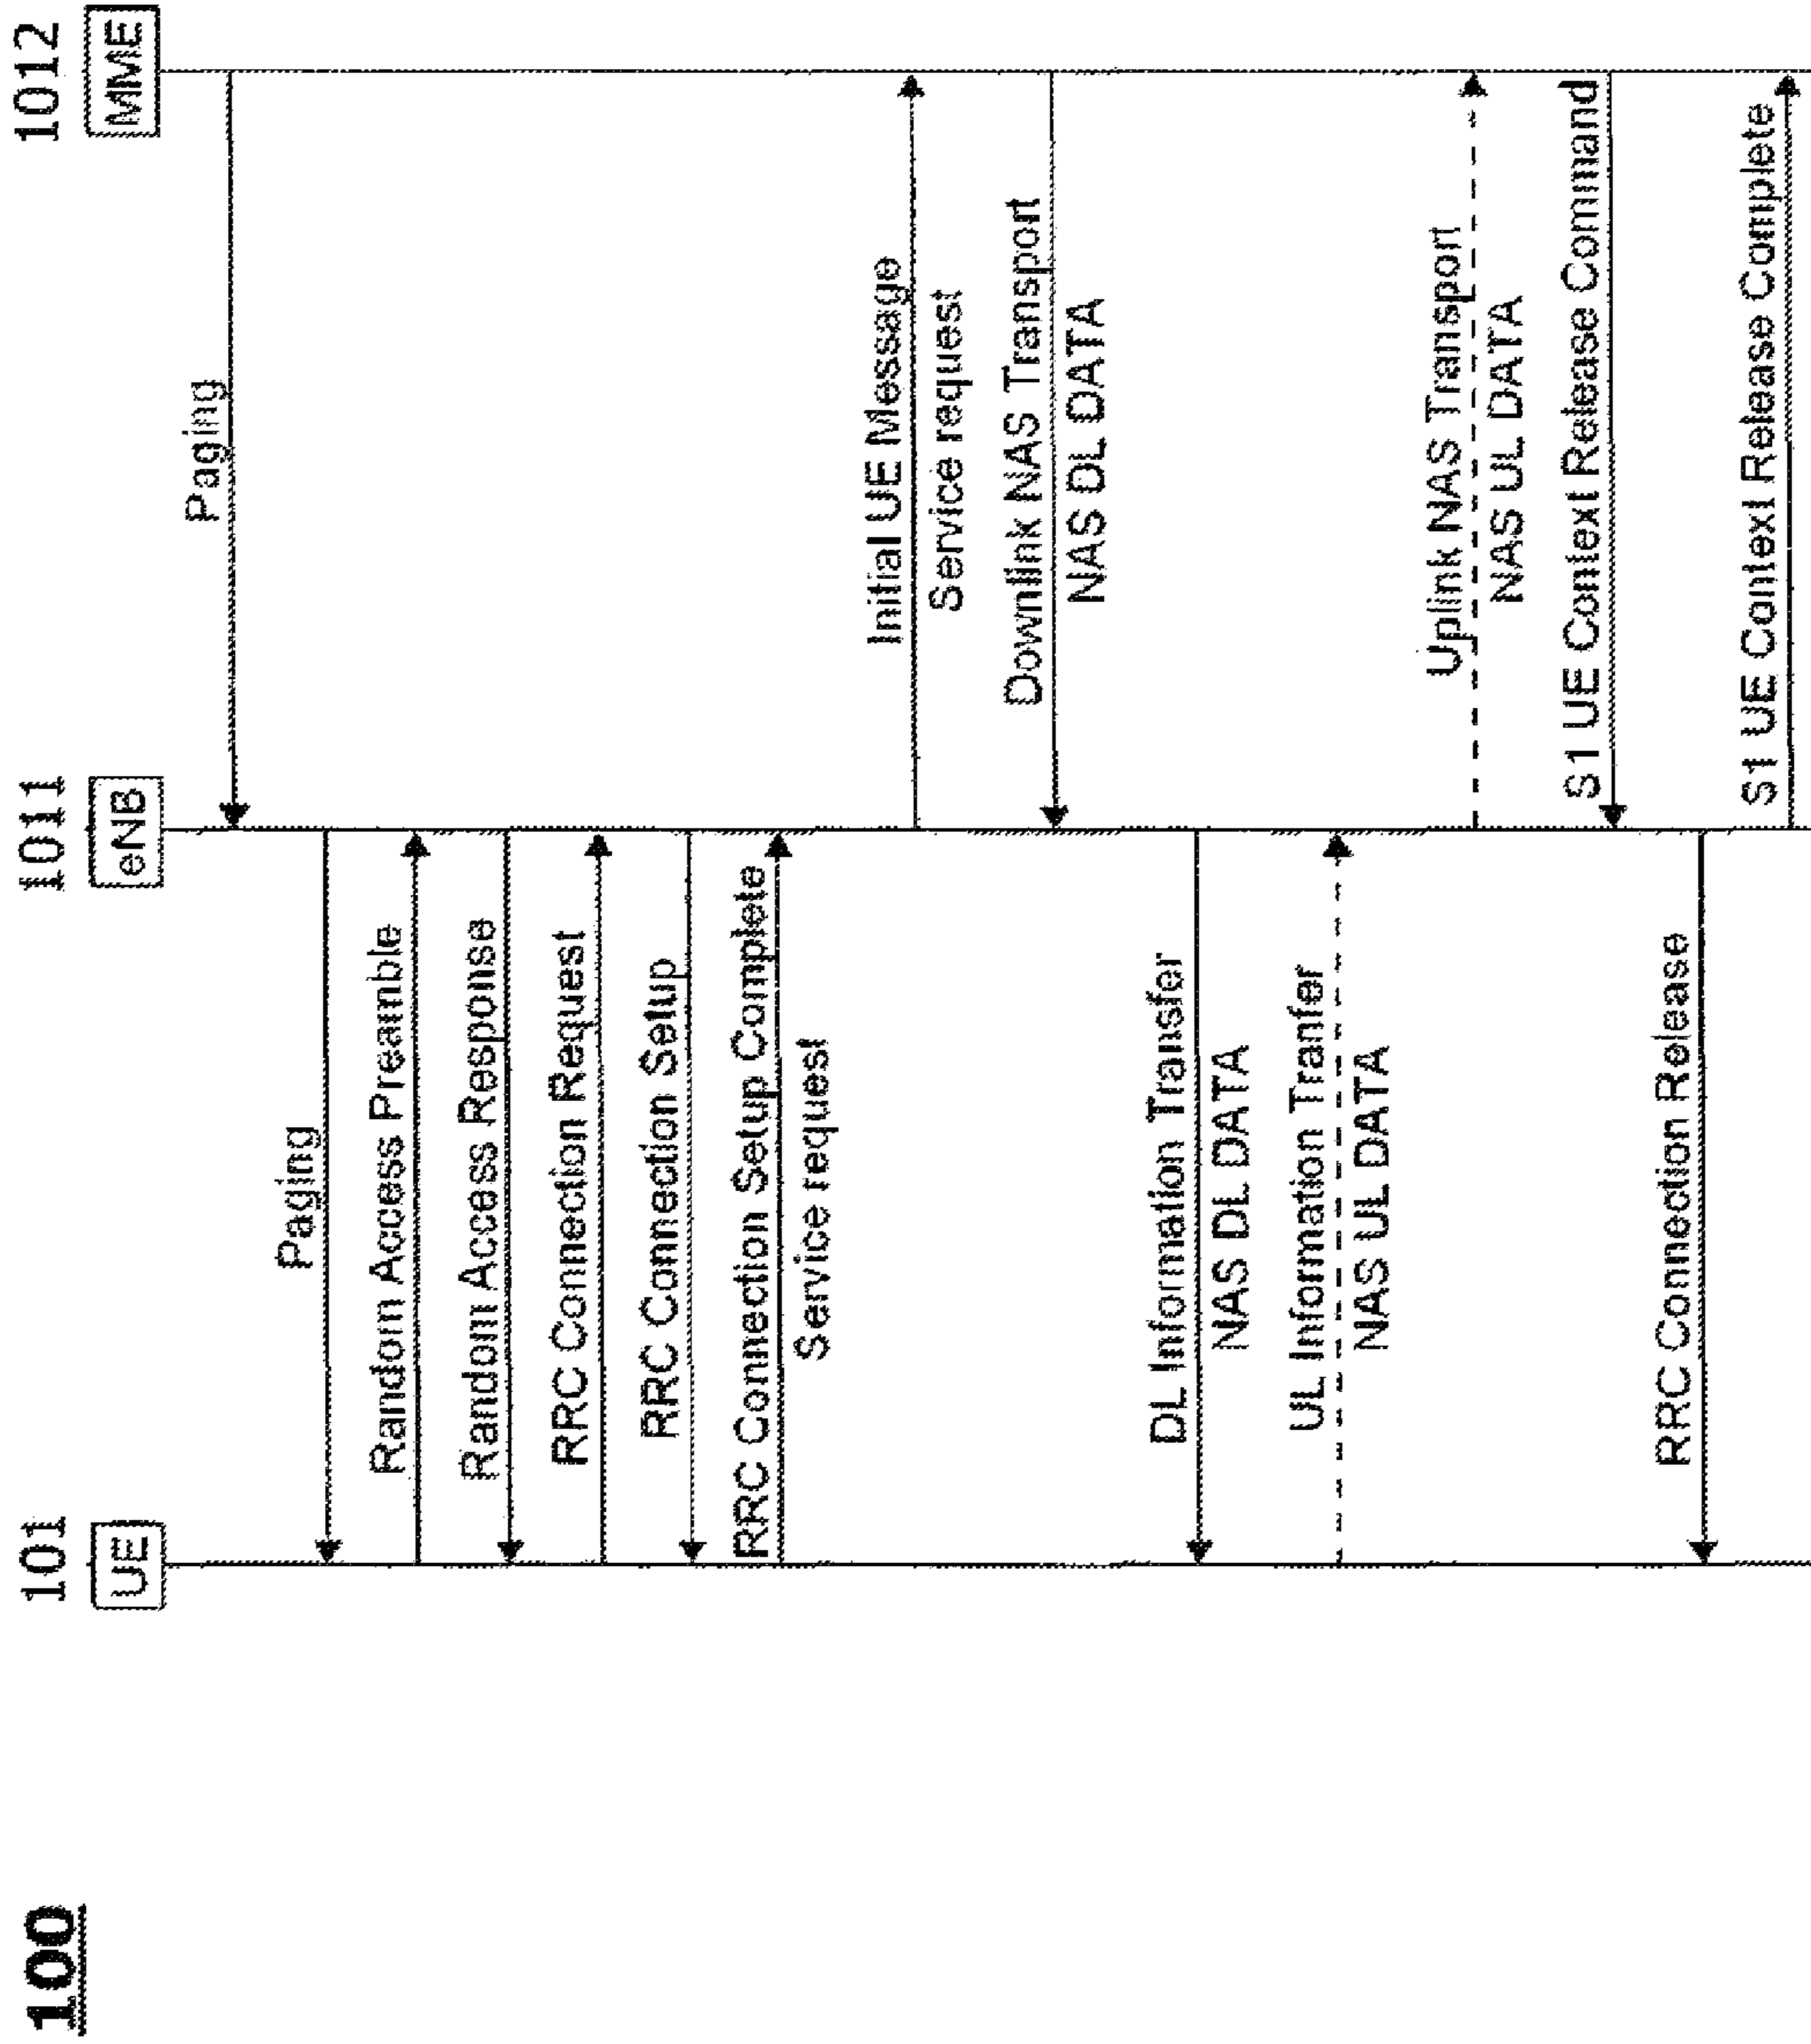 100
101
1011
1012
UE
eNB
MME
Paging
Paging
Random Access Preamble
Random Access Response
RRC Connection Request
RRC Connection Setup
RRC Connection Setup Complete
Service request
Initial UE Message
Service request
Downlink NAS Transport
NAS DL DATA
DL Information Transfer
NAS DL DATA
UL Information Tranfer
NAS UL DATA
Uplink NAS Transport
NAS UL DATA
S1 UE Context Release Command
RRC Connection Release
S1 UE Context Release Complete